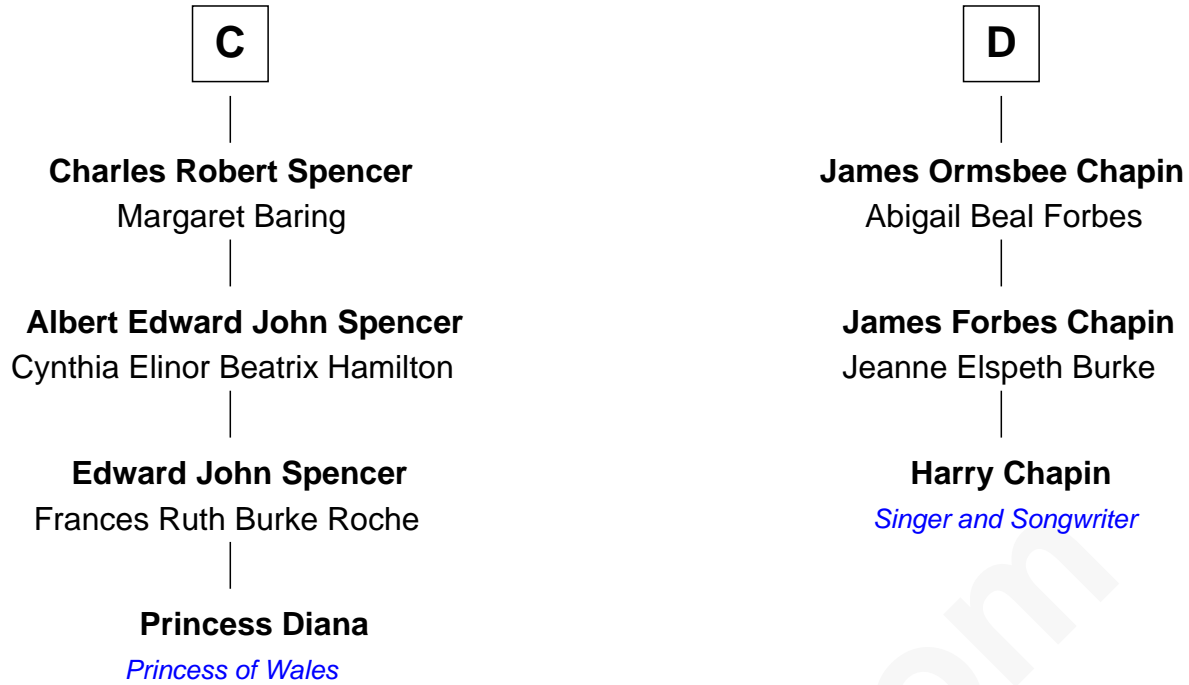 C
Charles Robert Spencer
Margaret Baring
Albert Edward John Spencer
Cynthia Elinor Beatrix Hamilton
Edward John Spencer
Frances Ruth Burke Roche
Princess Diana
Princess of Wales
D
James Ormsbee Chapin
Abigail Beal Forbes
James Forbes Chapin
Jeanne Elspeth Burke
Harry Chapin
Singer and Songwriter
om